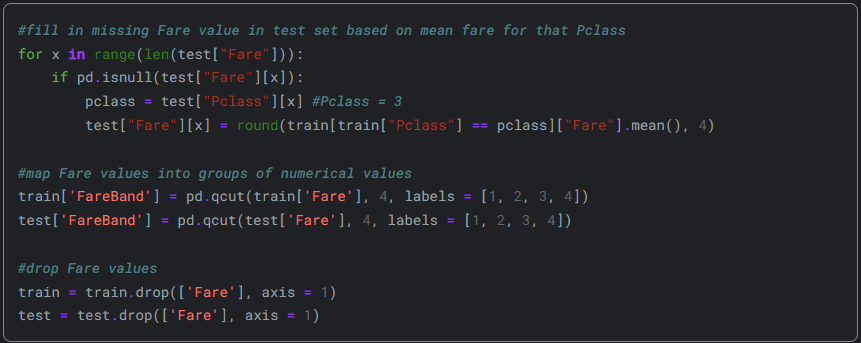 #fill in missing Fare value in test set based on mean fare for that Pclass
for x in range(len(test["Fare"])):
    if pd.isnull(test["Fare"][x]):
        pclass = test["Pclass"][x] #Pclass = 3
        test["Fare"][x] = round(train[train["Pclass"] == pclass]["Fare"].mean(), 4)

#map Fare values into groups of numerical values
train['FareBand'] = pd.qcut(train['Fare'], 4, labels = [1, 2, 3, 4])
test['FareBand'] = pd.qcut(test['Fare'], 4, labels = [1, 2, 3, 4])

#drop Fare values
train = train.drop(['Fare'], axis = 1)
test = test.drop(['Fare'], axis = 1)